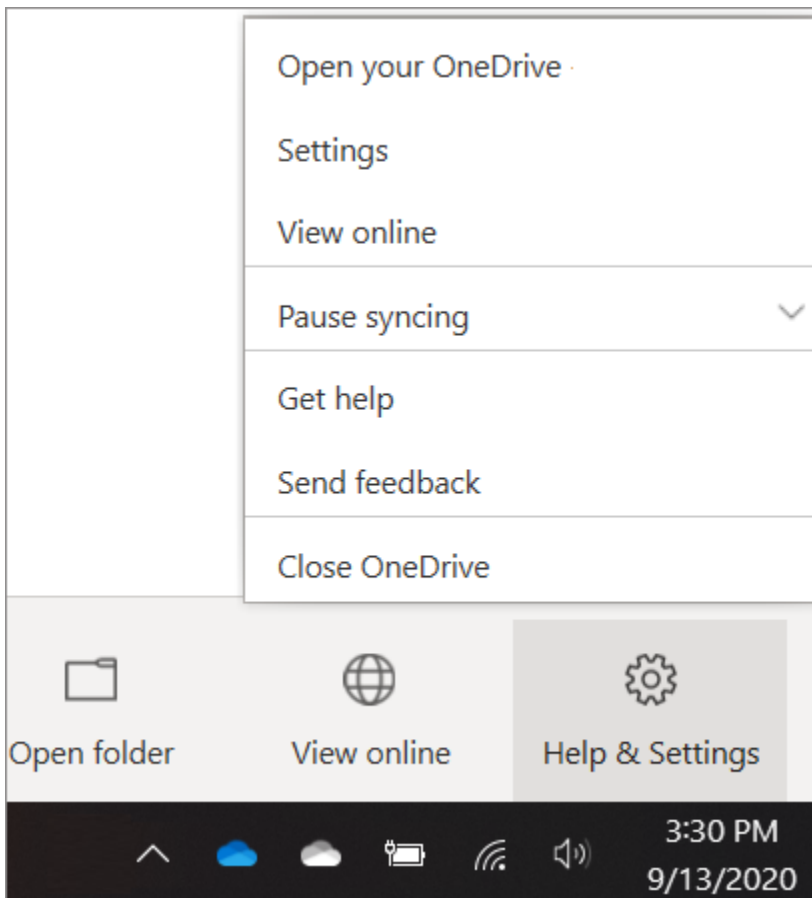 Open your OneDrive
Settings
View online
Pause syncing
Get help
Send feedback
Close OneDrive
Open folder
View online
Help & Settings
3:30 PM
9/13/2020